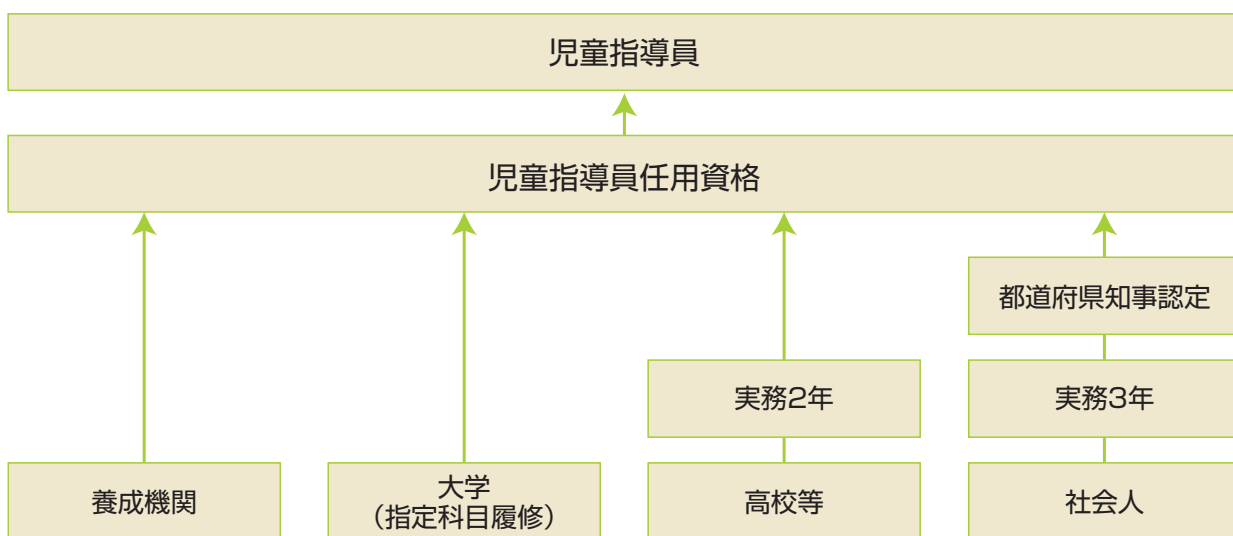 児童指導員
児童指導員任用資格
都道府県知事認定
実務2年
実務3年
養成機関
大学
（指定科目履修）
高校等
社会人